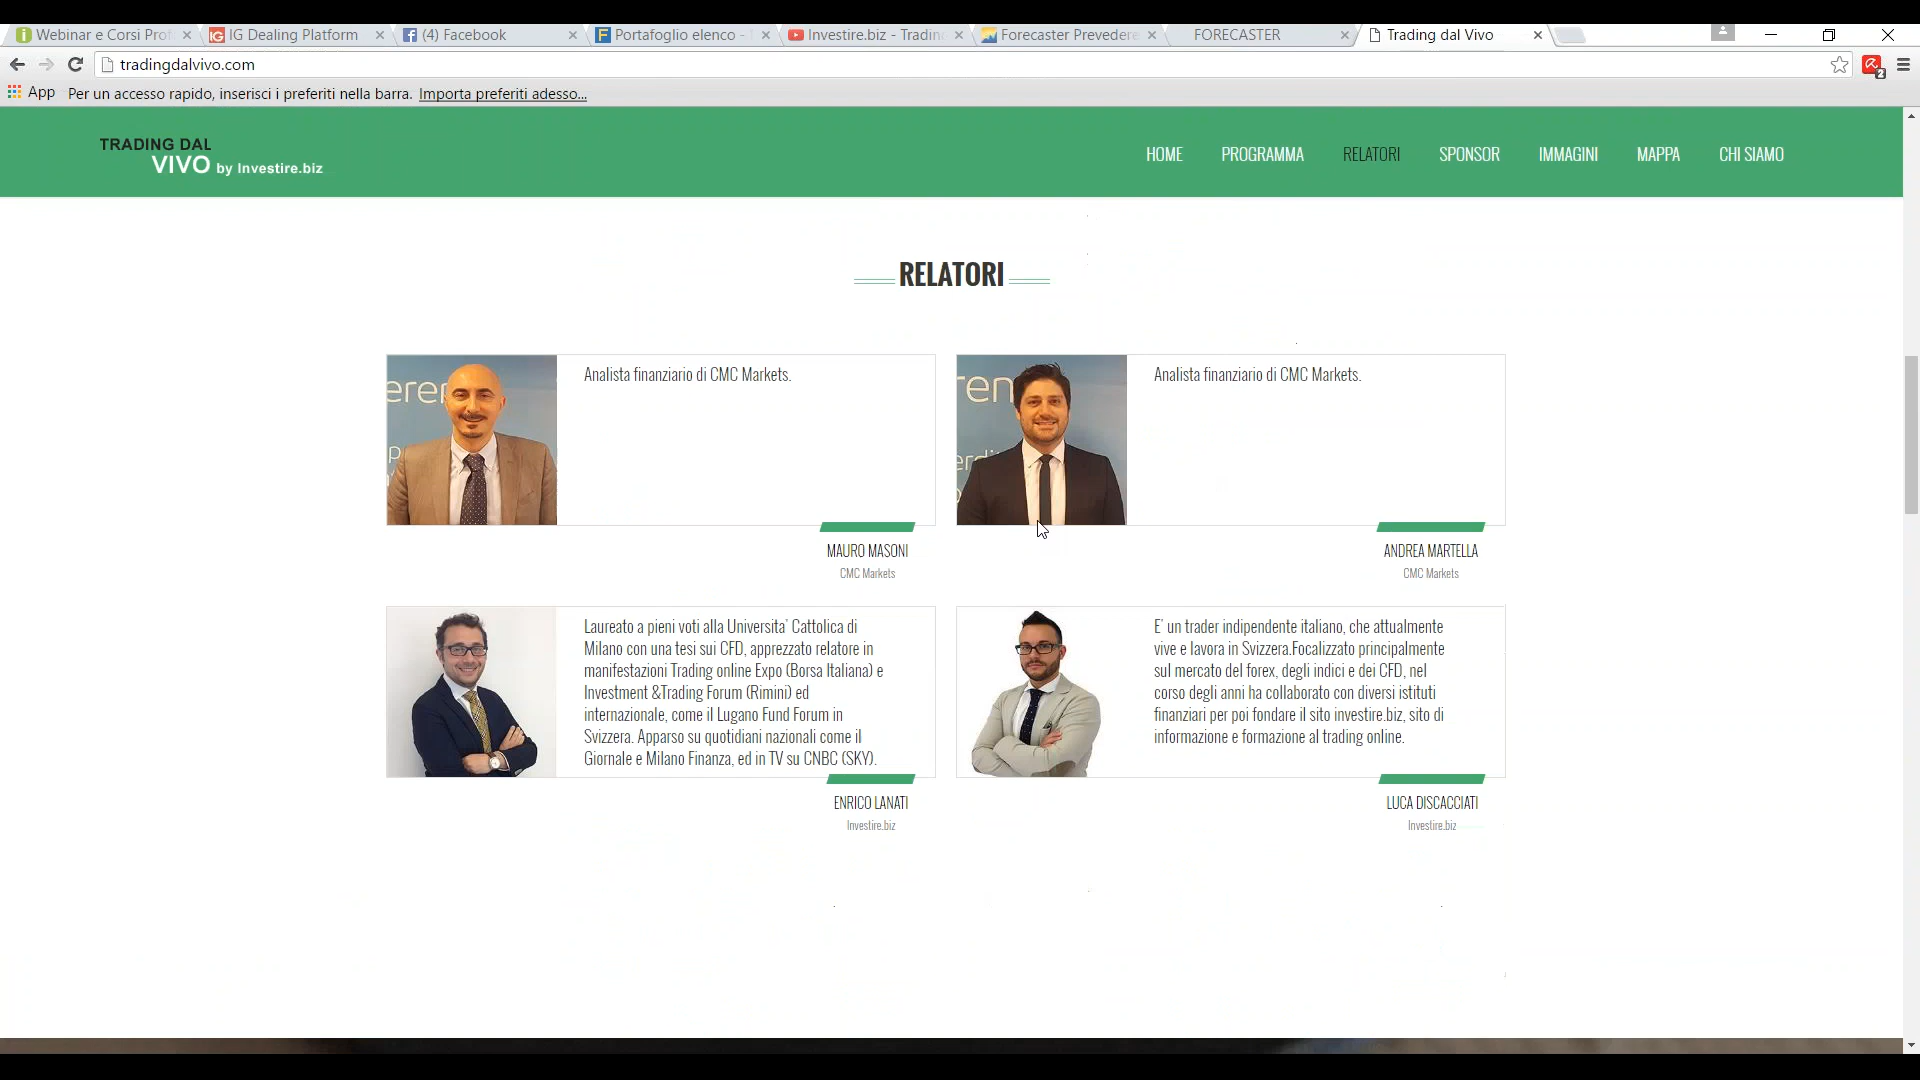 Webinar e Corsi Prof
IG Dealing Platform
(4) Facebook
Portafoglio elenco -
Investire.biz - Tradin
Forecaster Prevedere
FORECASTER
Trading dal Vivo
tradingdalvivo.com
2
App
Per un accesso rapido, inserisci i preferiti nella barra. Importa preferiti adesso...
TRADING DAL
VIVO by Investire.biz
HOME
PROGRAMMA
RELATORI
SPONSOR
IMMAGINI
MAPPA
CHI SIAMO
RELATORI
Analista finanziario di CMC Markets.
MAURO MASONI
CMC Markets
Analista finanziario di CMC Markets.
ANDREA MARTELLA
CMC Markets
Laureato a pieni voti alla Universita' Cattolica di
Milano con una tesi sui CFD, apprezzato relatore in
manifestazioni Trading online Expo (Borsa Italiana) e
Investment &Trading Forum (Rimini) ed
internazionale, come il Lugano Fund Forum in
Svizzera. Apparso su quotidiani nazionali come il
Giornale e Milano Finanza, ed in TV su CNBC (SKY).
ENRICO LANATI
Investire.biz
E' un trader indipendente italiano, che attualmente
vive e lavora in Svizzera.Focalizzato principalmente
sul mercato del forex, degli indici e dei CFD, nel
corso degli anni ha collaborato con diversi istituti
finanziari per poi fondare il sito investire.biz, sito di
informazione e formazione al trading online.
LUCA DISCACCIATI
Investire.biz